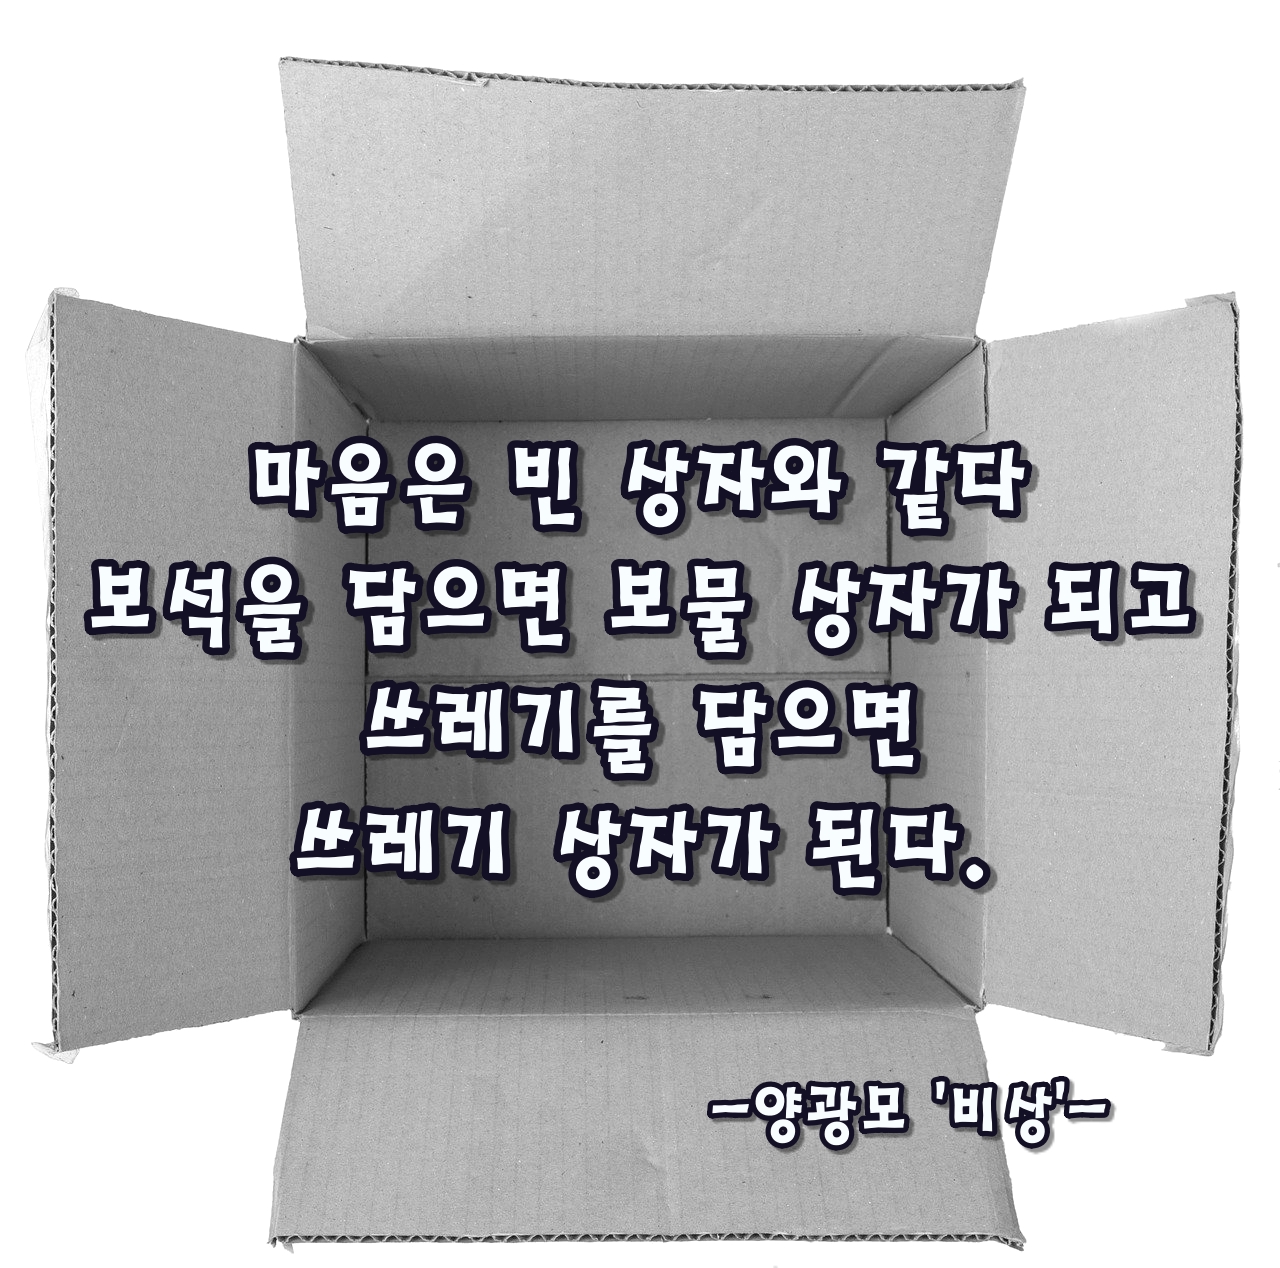 마음은 빈 상자와 같다
보석을 담으면 보물 상자가 되고
쓰레기를 담으면
쓰레기 상자가 된다.
-양광모 '비상'-